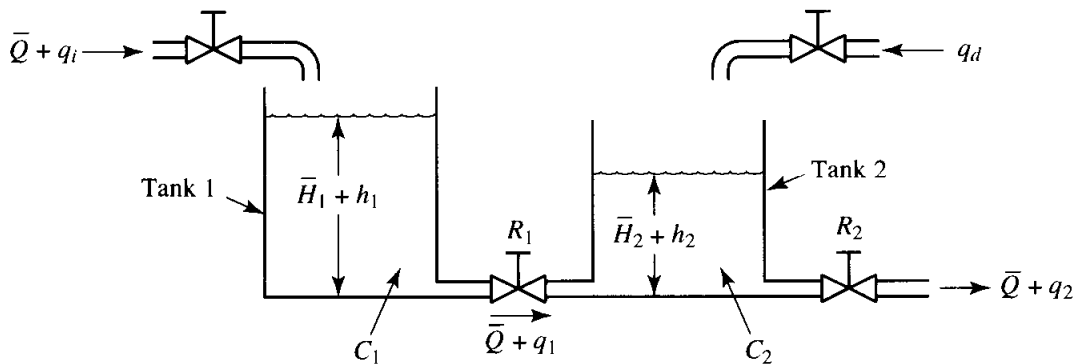 Q̄ + qᵢ
q_d
Tank 1
H̄₁ + h₁
R₁
H̄₂ + h₂
Tank 2
R₂
Q̄ + q₂
C₁
Q̄ + q₁
C₂